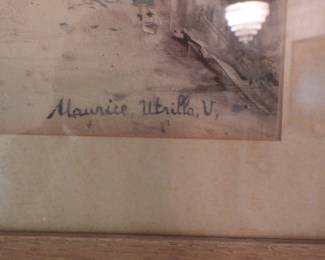 Maurice, Utrillo, V,